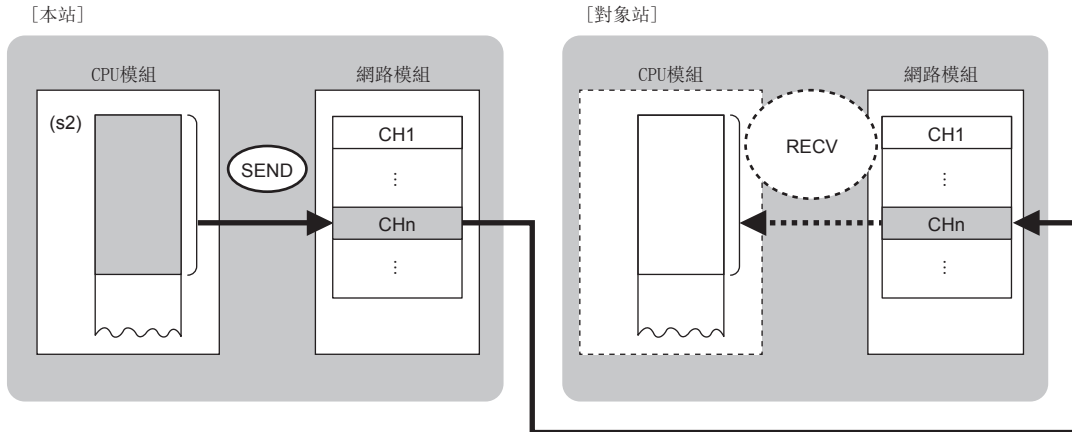 [本站]
CPU模組
網路模組
(s2)
SEND
CH1
⋮
CHn
⋮
[對象站]
CPU模組
網路模組
RECV
CH1
⋮
CHn
⋮